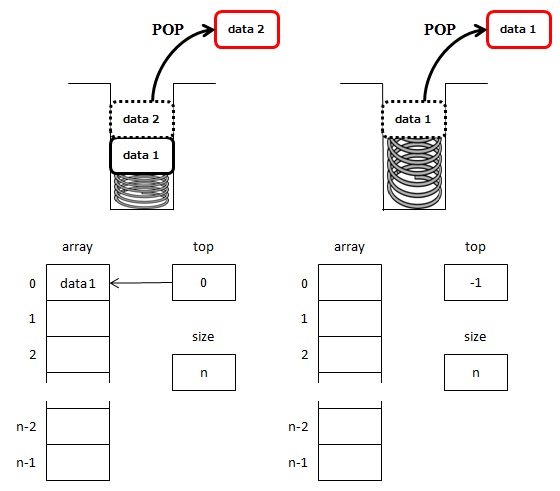 POP
data 2
data 2
data 1
POP
data 1
data 1
array
top
0
data1
0
1
size
2
n
n-2
n-1
array
top
0
-1
1
size
2
n
n-2
n-1